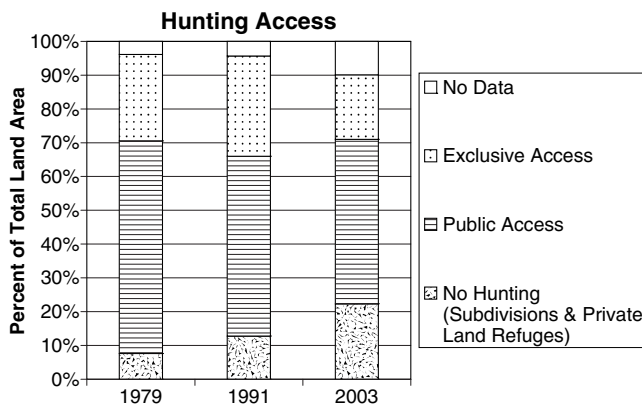 Hunting Access
Percent of Total Land Area
100%
90%
80%
70%
60%
50%
40%
30%
20%
10%
0%
1979 1991 2003
No Data
Exclusive Access
Public Access
No Hunting
(Subdivisions & Private
Land Refuges)